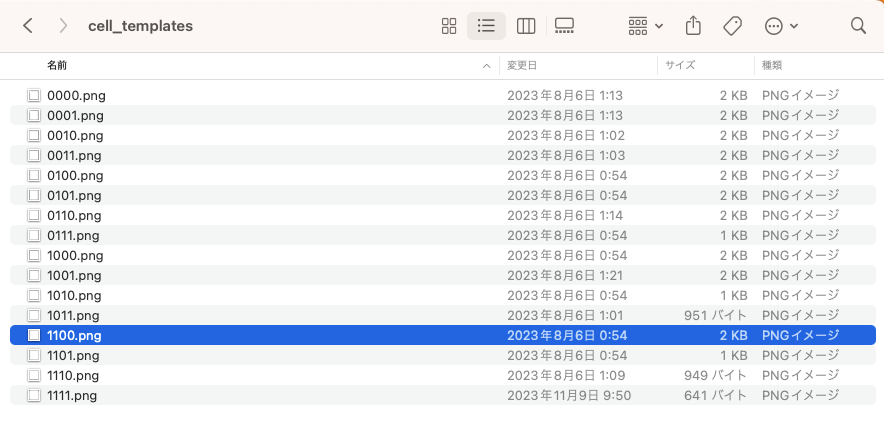 cell_templates
名前 変更日 サイズ 種類
0000.png 2023年8月6日 1:13 2 KB PNGイメージ
0001.png 2023年8月6日 1:13 2 KB PNGイメージ
0010.png 2023年8月6日 1:02 2 KB PNGイメージ
0011.png 2023年8月6日 1:03 2 KB PNGイメージ
0100.png 2023年8月6日 0:54 2 KB PNGイメージ
0101.png 2023年8月6日 0:54 2 KB PNGイメージ
0110.png 2023年8月6日 1:14 2 KB PNGイメージ
0111.png 2023年8月6日 0:54 1 KB PNGイメージ
1000.png 2023年8月6日 0:54 2 KB PNGイメージ
1001.png 2023年8月6日 1:21 2 KB PNGイメージ
1010.png 2023年8月6日 0:54 1 KB PNGイメージ
1011.png 2023年8月6日 1:01 951 バイト PNGイメージ
1100.png 2023年8月6日 0:54 2 KB PNGイメージ
1101.png 2023年8月6日 0:54 1 KB PNGイメージ
1110.png 2023年8月6日 1:09 949 バイト PNGイメージ
1111.png 2023年11月9日 9:50 641 バイト PNGイメージ